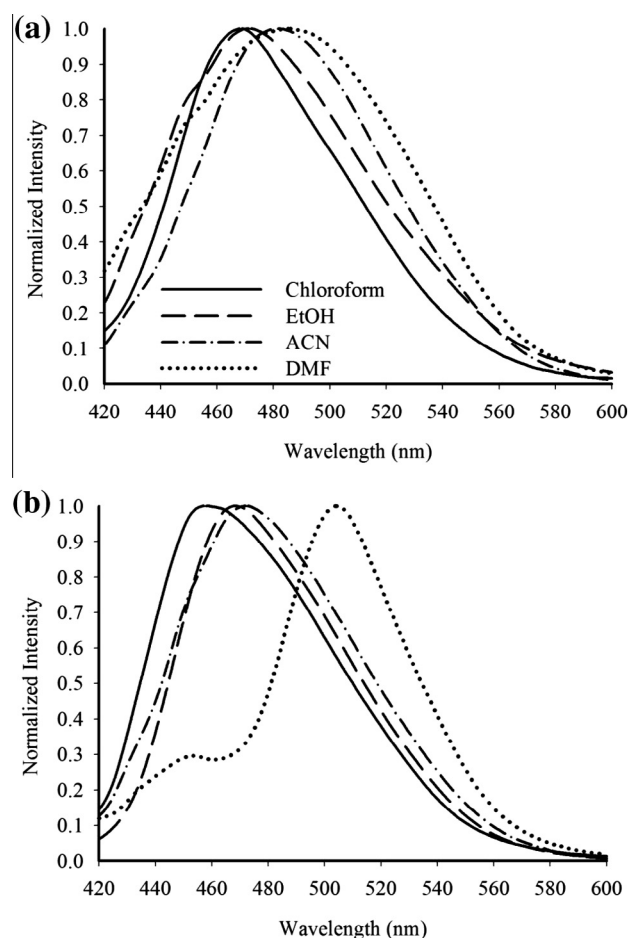 (a)
1.0
0.9
0.8
0.7
0.6
0.5
0.4
0.3
0.2
0.1
0.0
Normalized Intensity
Chloroform
EtOH
ACN
DMF
420 440 460 480 500 520 540 560 580 600
Wavelength (nm)
(b)
1.0
0.9
0.8
0.7
0.6
0.5
0.4
0.3
0.2
0.1
0.0
Normalized Intensity
420 440 460 480 500 520 540 560 580 600
Wavelength (nm)